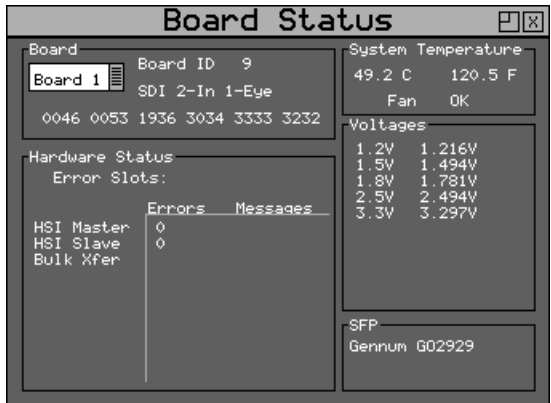 Board Status
Board
Board 1
Board ID 9
SDI 2-In 1-Eye
0046 0053 1936 3034 3333 3232
System Temperature
49.2 C 120.5 F
Fan OK
Voltages
1.2V 1.216V
1.5V 1.494V
1.8V 1.781V
2.5V 2.494V
3.3V 3.297V
Hardware Status
Error Slots:
Errors Messages
HSI Master 0
HSI Slave 0
Bulk Xfer
SFP
Gennum GO2929